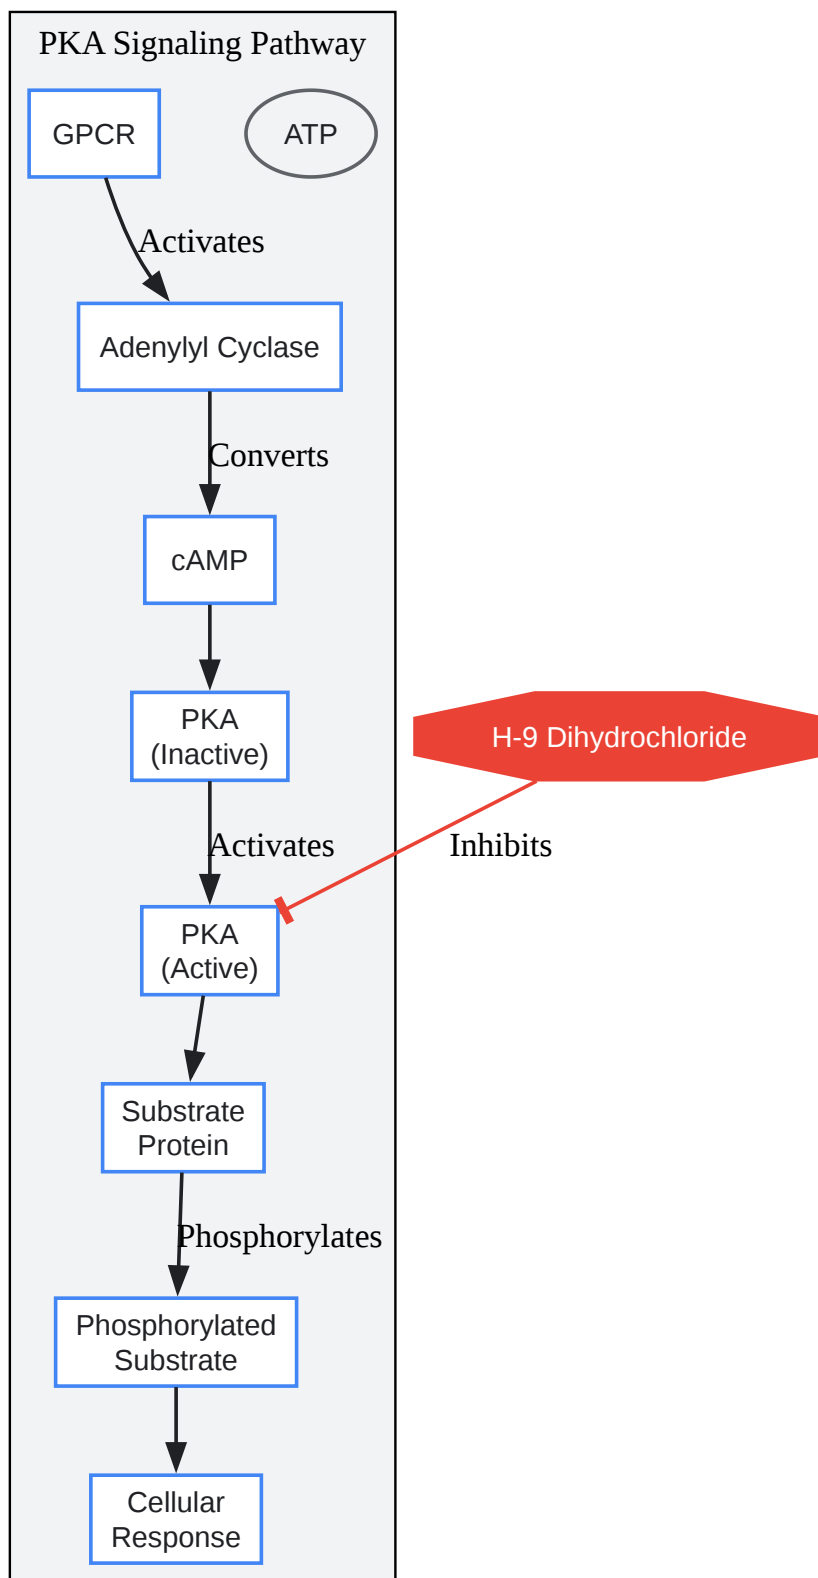 PKA Signaling Pathway
GPCR
ATP
Activates
Adenylyl Cyclase
Converts
cAMP
PKA
(Inactive)
H-9 Dihydrochloride
Activates
Inhibits
PKA
(Active)
Substrate
Protein
Phosphorylates
Phosphorylated
Substrate
Cellular
Response